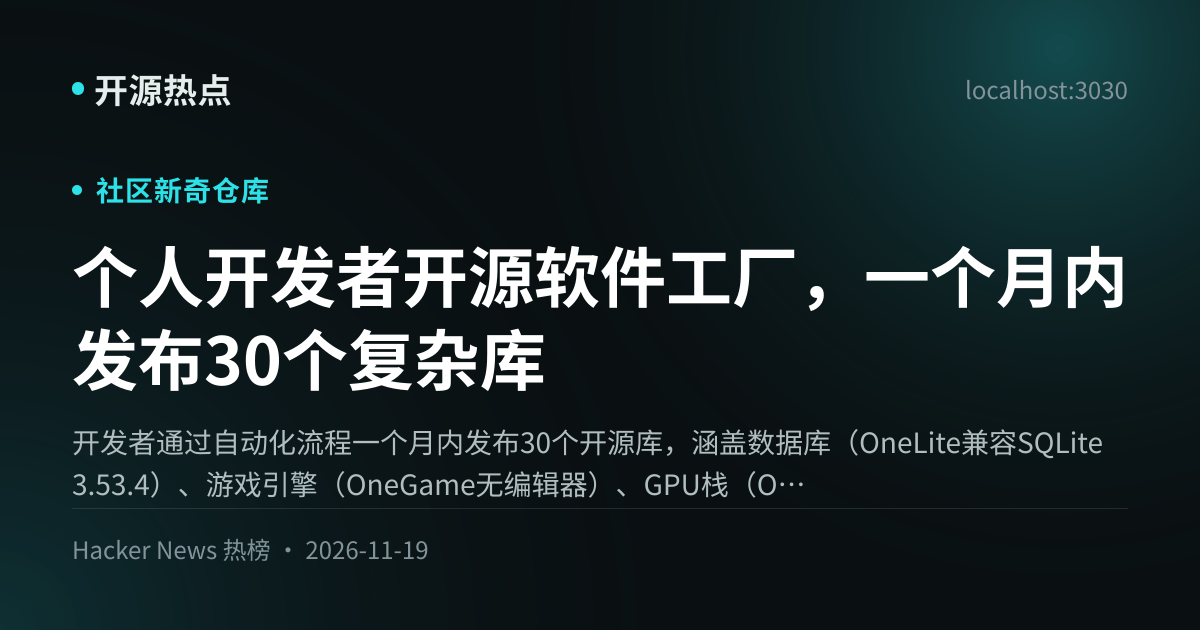 开源热点
localhost:3030
社区新奇仓库
个人开发者开源软件工厂，一个月内
发布30个复杂库
开发者通过自动化流程一个月内发布30个开源库，涵盖数据库（OneLite兼容SQLite
3.53.4）、游戏引擎（OneGame无编辑器）、GPU栈（O…
Hacker News 热榜 · 2026-11-19